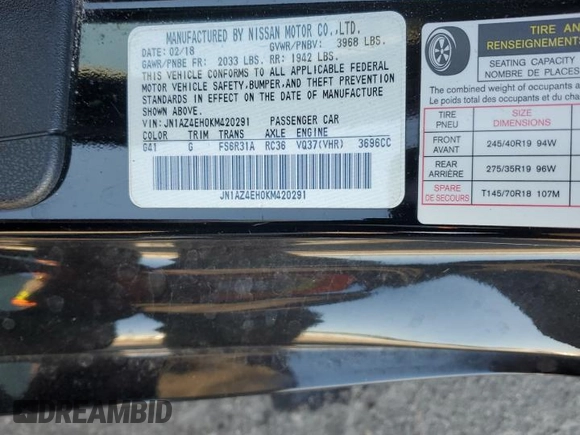 MANUFACTURED BY NISSAN MOTOR CO.,LTD.
DATE: 02/18 GVWR/PNBV: 3968 LBS.
GAWR/PNBE FR: 2033 LBS. RR: 1942 LBS.
THIS VEHICLE CONFORMS TO ALL APPLICABLE FEDERAL
MOTOR VEHICLE SAFETY,BUMPER,AND THEFT PREVENTION
STANDARDS IN EFFECT ON THE DATE OF MANUFACTURE
SHOWN ABOVE.
VIN:JN1AZ4EH0KM420291 PASSENGER CAR
COLOR TRIM TRANS AXLE ENGINE
G41 G FS6R31A RC36 VQ37(VHR) 3696CC
JN1AZ4EH0KM420291
TIRE AN
RENSEIGNEMENTS
SEATING CAPACITY
NOMBRE DE PLACES
The combined weight of occupants a
Le poids total des occupants et du cha
TIRE SIZE
PNEU DIMENSIONS
FRONT
AVANT 245/40R19 94W
REAR
ARRIÈRE 275/35R19 96W
SPARE
DE SECOURS T145/70R18 107M
DREAMBID